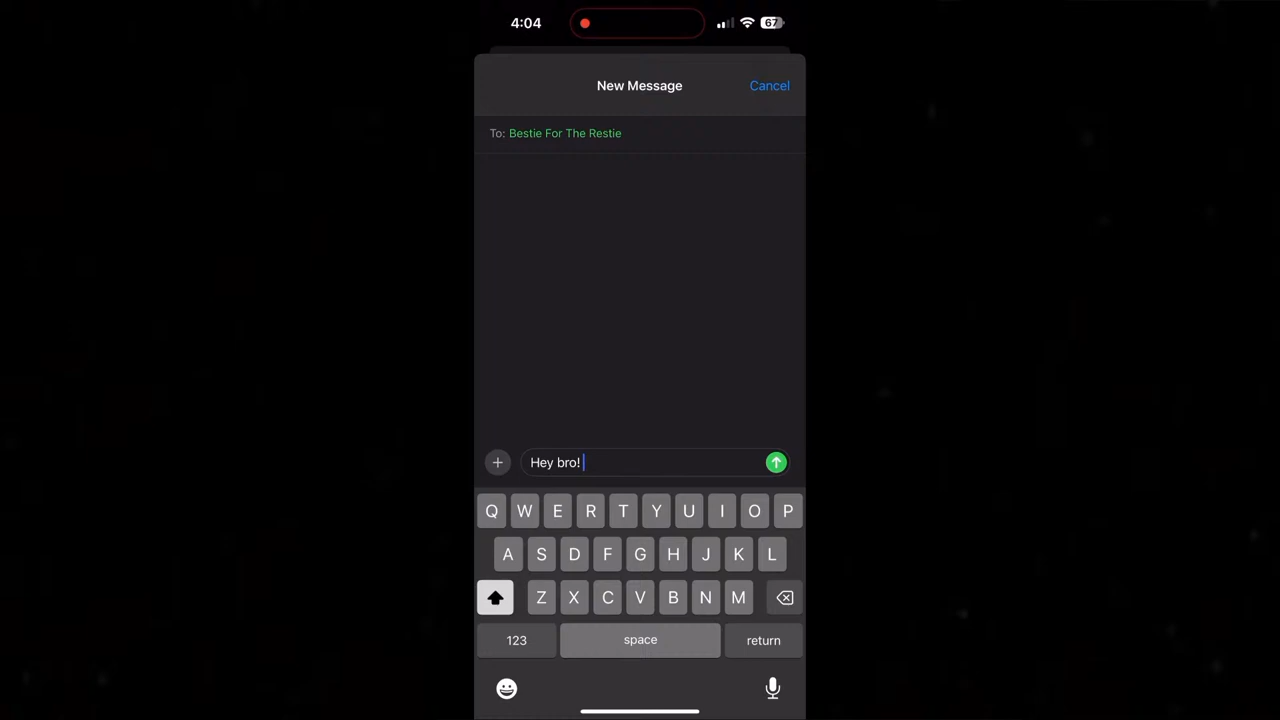 4:04 67
New Message Cancel
To: Bestie For The Restie
Hey bro!
Q W E R T Y U I O P
A S D F G H J K L
Z X C V B N M
123 space return